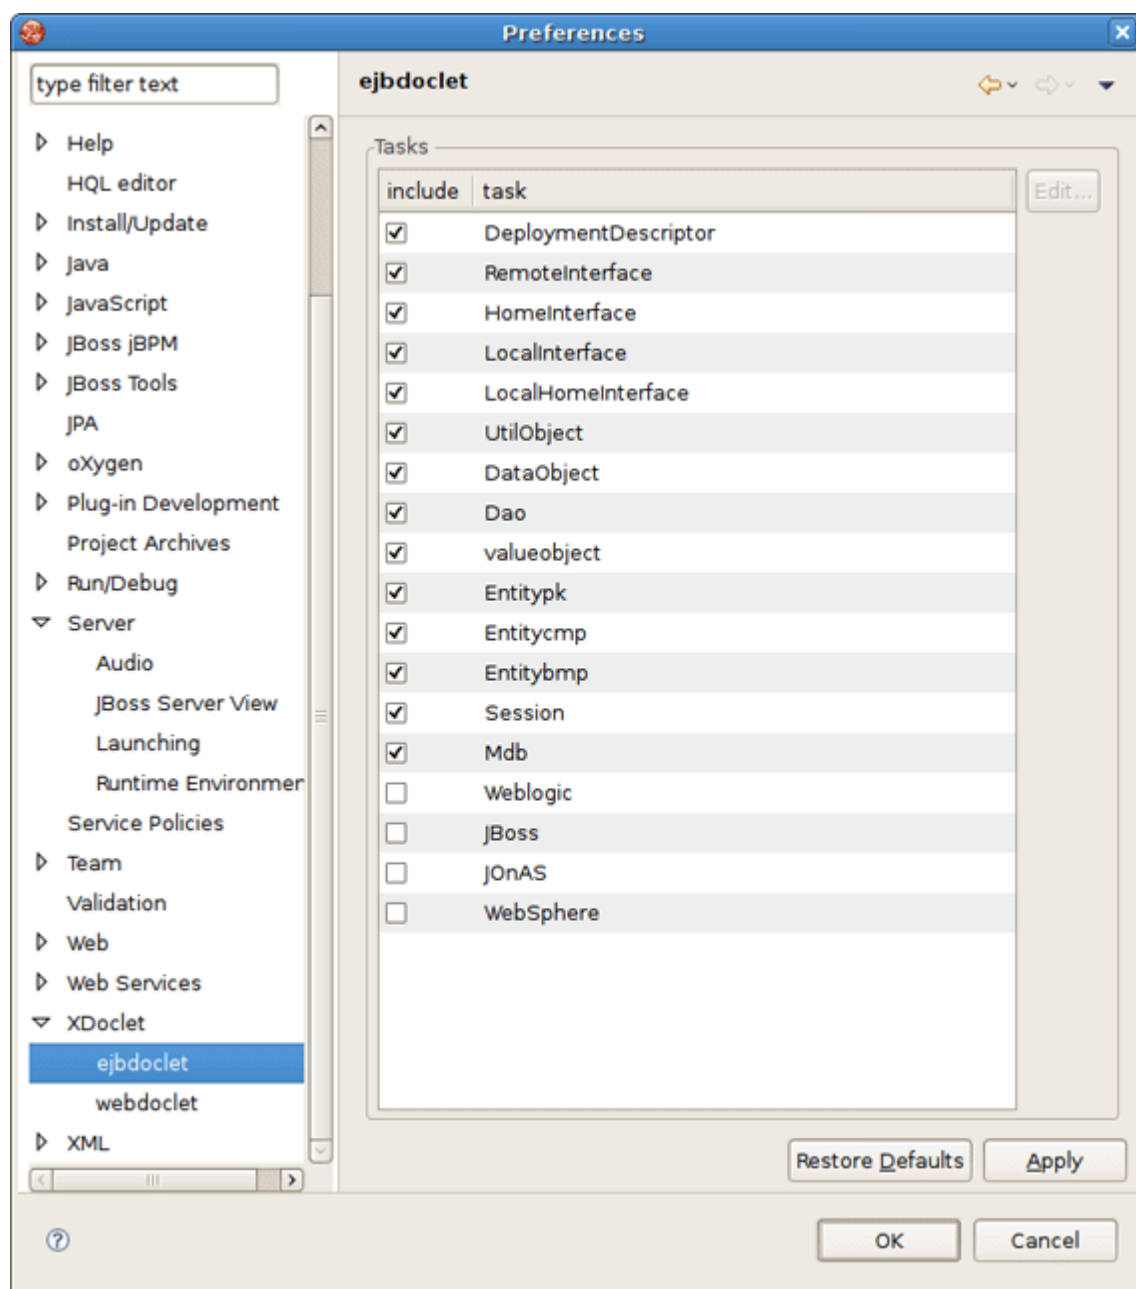 Preferences
type filter text
ejbdoclet
Help
HQL editor
Install/Update
Java
JavaScript
JBoss jBPM
JBoss Tools
JPA
oXygen
Plug-in Development
Project Archives
Run/Debug
Server
Audio
JBoss Server View
Launching
Runtime Environmen
Service Policies
Team
Validation
Web
Web Services
XDoclet
ejbdoclet
webdoclet
XML
Tasks
include task
Edit...
DeploymentDescriptor
RemoteInterface
HomeInterface
LocalInterface
LocalHomeInterface
UtilObject
DataObject
Dao
valueobject
Entitypk
Entitycmp
Entitybmp
Session
Mdb
Weblogic
JBoss
JOnAS
WebSphere
Restore Defaults
Apply
OK
Cancel